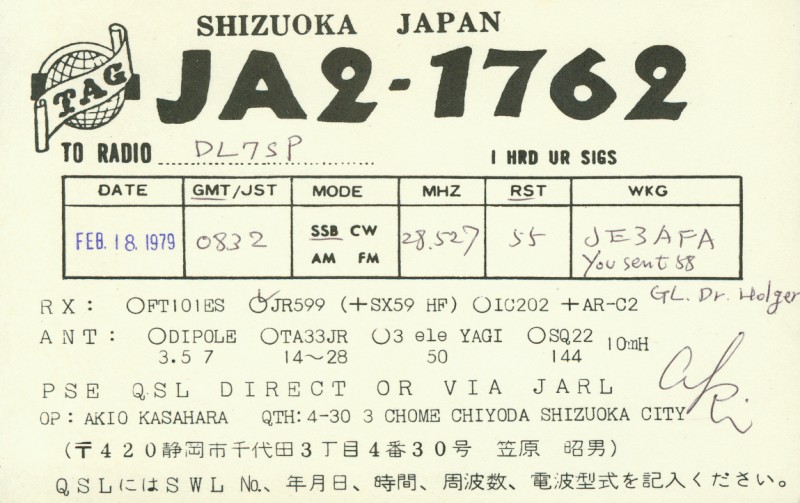 SHIZUOKA JAPAN
TAG
JA2-1762
TO RADIO DL7SP I HRD UR SIGS
DATE GMT/JST MODE MHZ RST WKG
FEB. 18. 1979 0832 SSB CW 28.527 55 JE3AFA
AM FM You sent 58
GL. Dr. Holger
RX: ○FT101ES ○JR599 (+SX59 HF) ○IC202 +AR-C2
ANT: ○DIPOLE ○TA33JR ○3 ele YAGI ○SQ22 10mH
3.5 7 14〜28 50 144
Aki
PSE QSL DIRECT OR VIA JARL
OP: AKIO KASAHARA QTH: 4-30 3 CHOME CHIYODA SHIZUOKA CITY
(〒420静岡市千代田3丁目4番30号 笠原 昭男)
QSLにはSWL No.、年月日、時間、周波数、電波型式を記入ください。